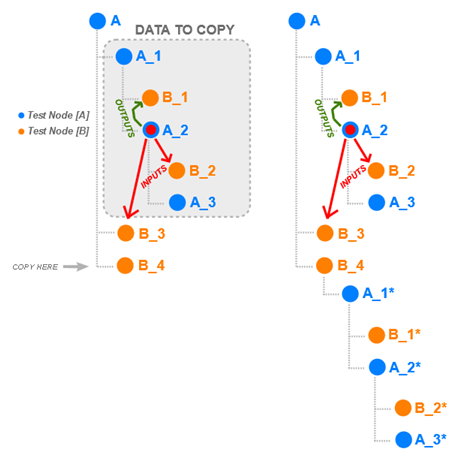 A
DATA TO COPY
A_1
B_1
OUTPUTS
Test Node [A]
Test Node [B]
A_2
INPUTS
B_2
A_3
B_3
COPY HERE
B_4
A
A_1
B_1
OUTPUTS
A_2
INPUTS
B_2
A_3
B_3
B_4
A_1*
B_1*
A_2*
B_2*
A_3*